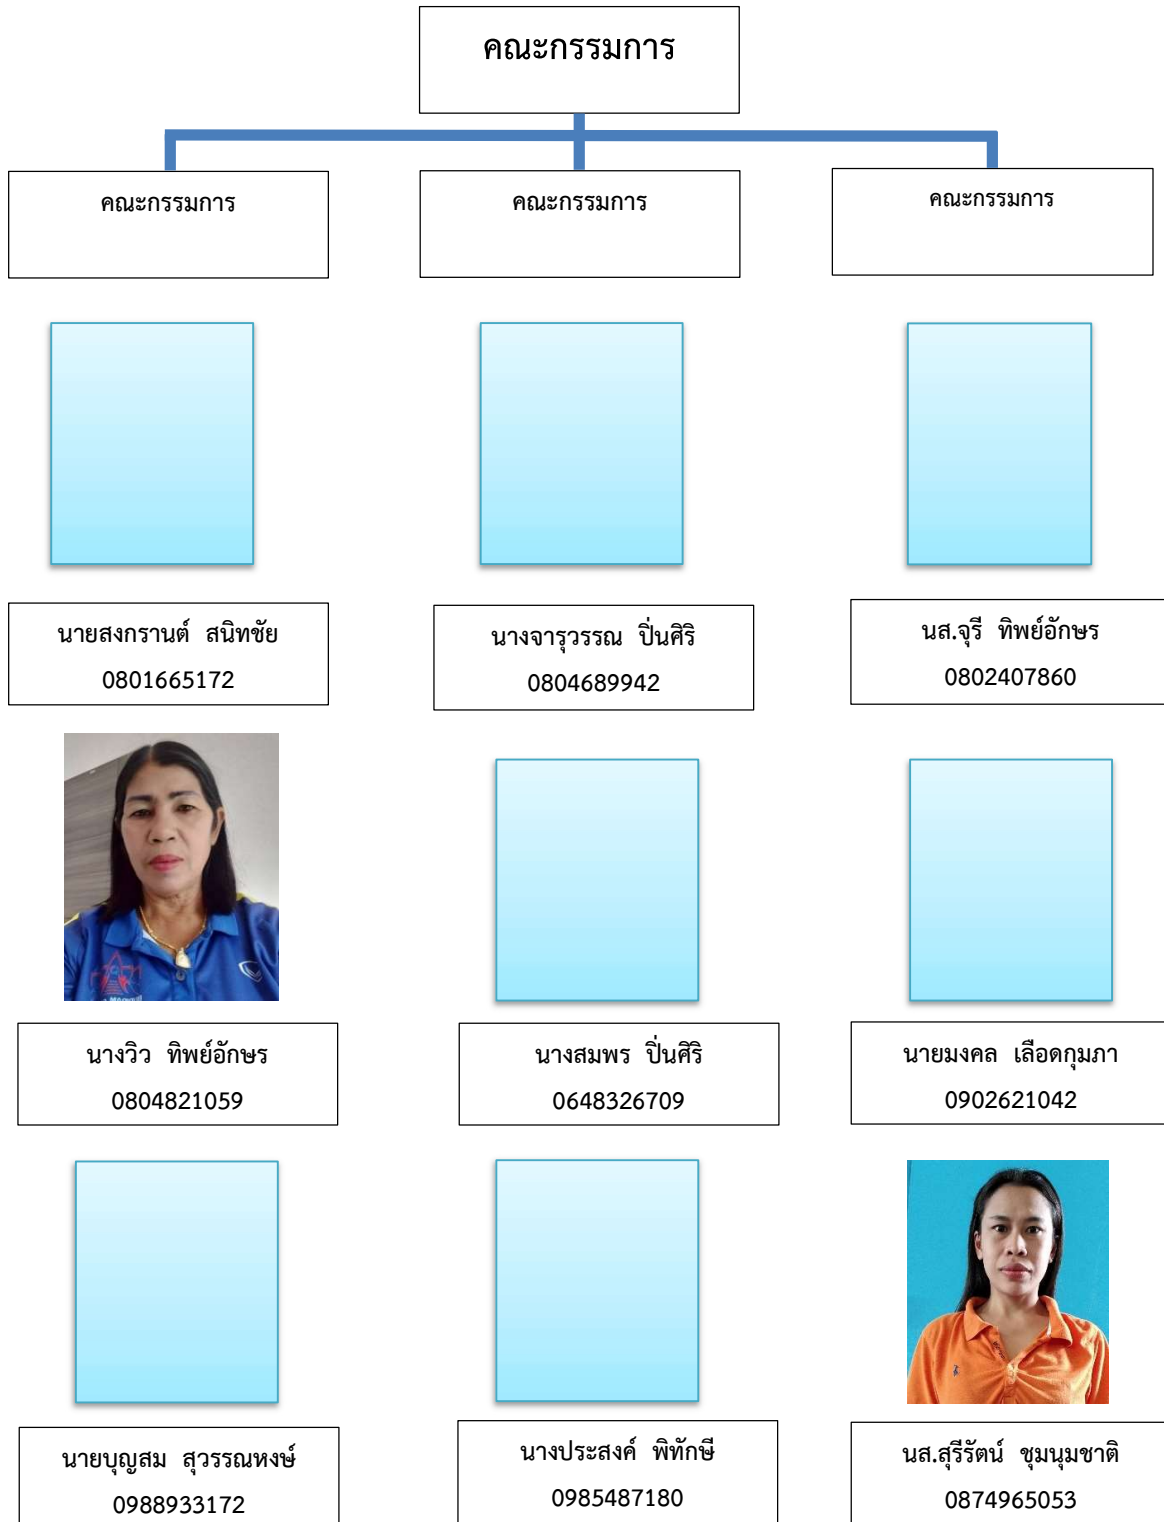 คณะกรรมการ
คณะกรรมการ
คณะกรรมการ
คณะกรรมการ
นายสงกรานต์ สนิทชัย
0801665172
นางจารุวรรณ ปิ่นศิริ
0804689942
นส.จุรี ทิพย์อักษร
0802407860
นางวิว ทิพย์อักษร
0804821059
นางสมพร ปิ่นศิริ
0648326709
นายมงคล เลือดกุมภา
0902621042
นายบุญสม สุวรรณหงษ์
0988933172
นางประสงค์ พิทักษี
0985487180
นส.สุรีรัตน์ ชุมนุมชาติ
0874965053